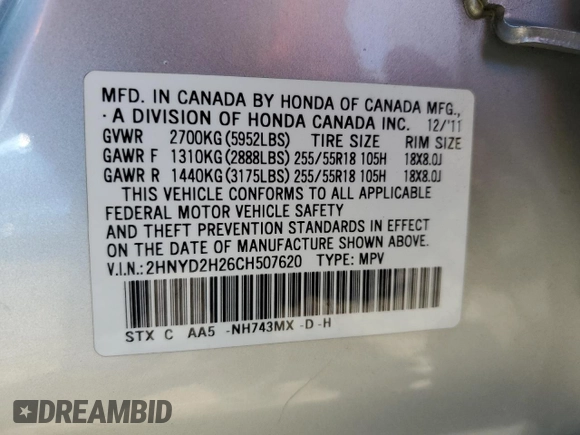 MFD. IN CANADA BY HONDA OF CANADA MFG.,
· A DIVISION OF HONDA CANADA INC. 12/'11
GVWR 2700KG(5952LBS) TIRE SIZE RIM SIZE
GAWR F 1310KG(2888LBS) 255/55R18 105H 18X8.0J
GAWR R 1440KG(3175LBS) 255/55R18 105H 18X8.0J
THIS VEHICLE CONFORMS TO ALL APPLICABLE
FEDERAL MOTOR VEHICLE SAFETY
AND THEFT PREVENTION STANDARDS IN EFFECT
ON THE DATE OF MANUFACTURE SHOWN ABOVE.
V.I.N.: 2HNYD2H26CH507620 TYPE: MPV
STX C AA5 -NH743MX -D -H
DREAMBID